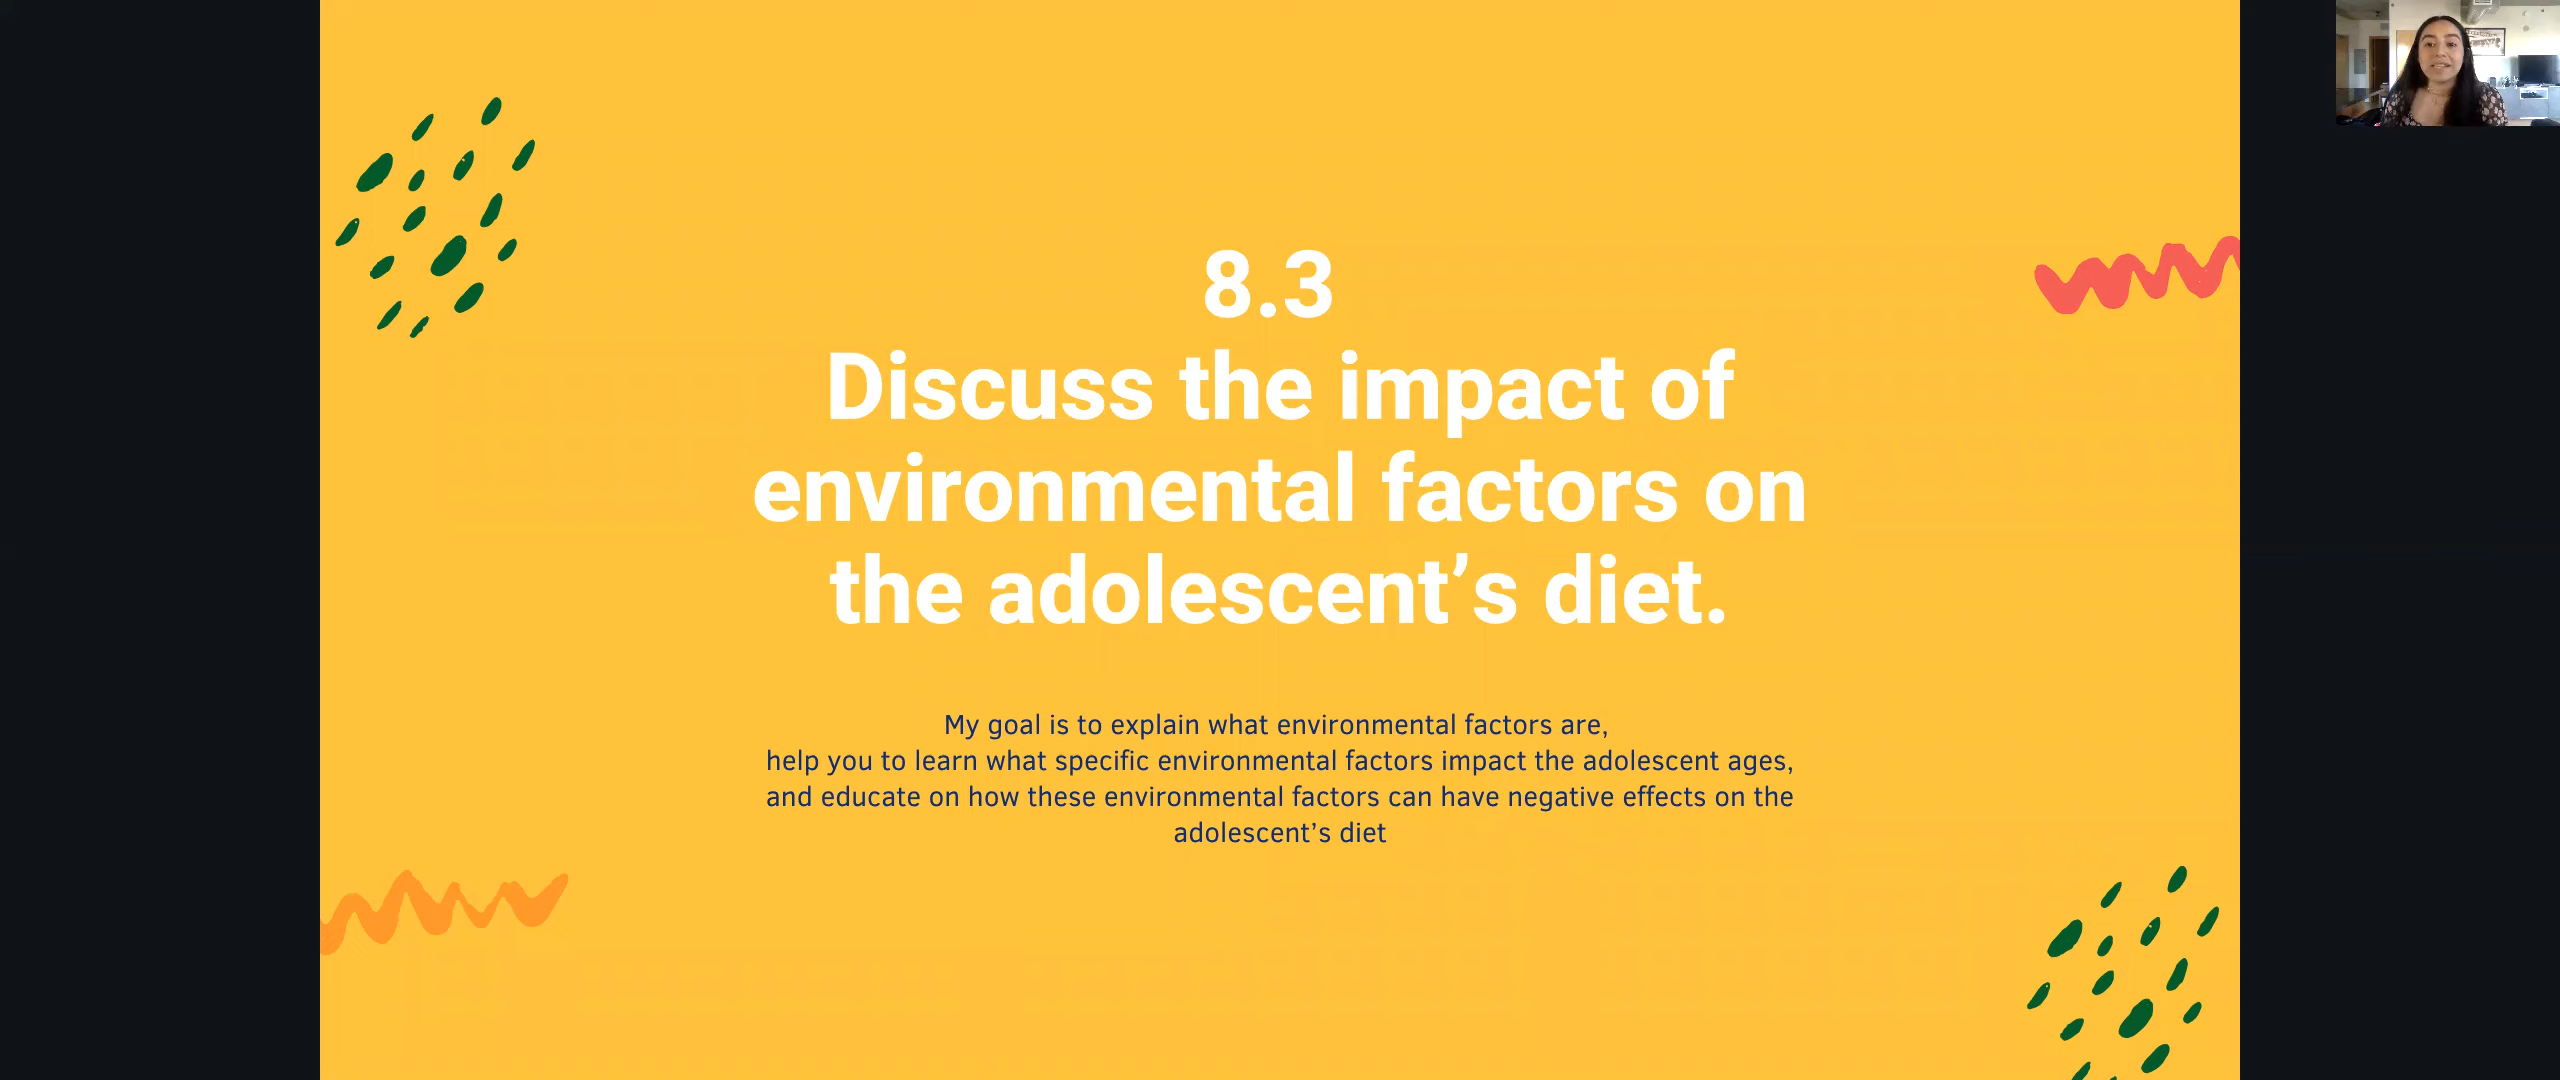 8.3
Discuss the impact of
environmental factors on
the adolescent’s diet.
My goal is to explain what environmental factors are,
help you to learn what specific environmental factors impact the adolescent ages,
and educate on how these environmental factors can have negative effects on the
adolescent’s diet